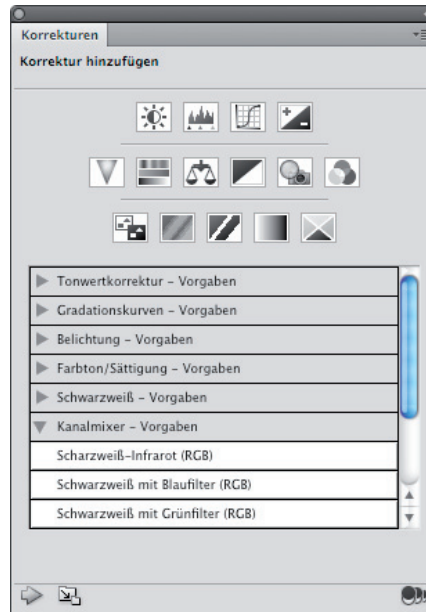 Korrekturen
Korrektur hinzufügen
Tonwertkorrektur – Vorgaben
Gradationskurven – Vorgaben
Belichtung – Vorgaben
Farbton/Sättigung – Vorgaben
Schwarzweiß – Vorgaben
Kanalmixer – Vorgaben
Scharzweiß-Infrarot (RGB)
Schwarzweiß mit Blaufilter (RGB)
Schwarzweiß mit Grünfilter (RGB)